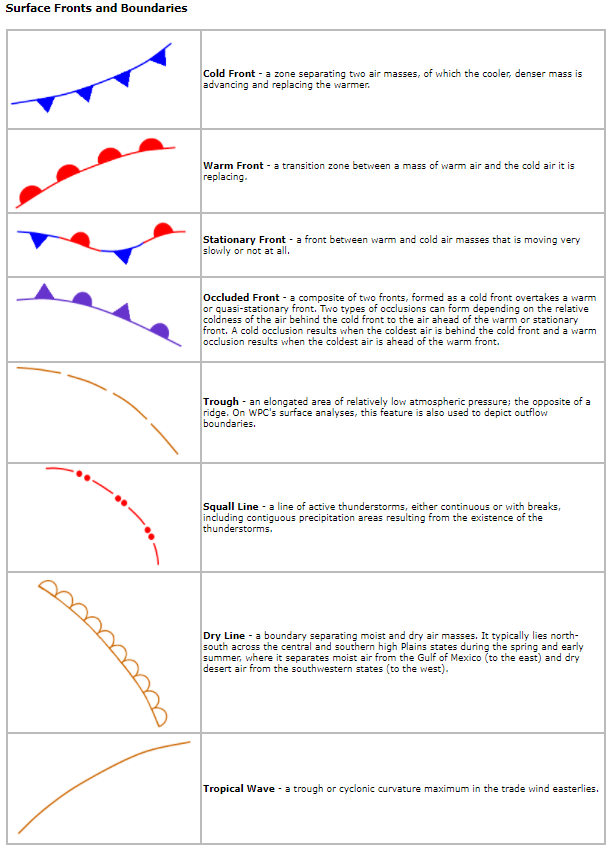 Surface Fronts and Boundaries
Cold Front - a zone separating two air masses, of which the cooler, denser mass is
advancing and replacing the warmer.
Warm Front - a transition zone between a mass of warm air and the cold air it is
replacing.
Stationary Front - a front between warm and cold air masses that is moving very
slowly or not at all.
Occluded Front - a composite of two fronts, formed as a cold front overtakes a warm
or quasi-stationary front. Two types of occlusions can form depending on the relative
coldness of the air behind the cold front to the air ahead of the warm or stationary
front. A cold occlusion results when the coldest air is behind the cold front and a warm
occlusion results when the coldest air is ahead of the warm front.
Trough - an elongated area of relatively low atmospheric pressure; the opposite of a
ridge. On WPC's surface analyses, this feature is also used to depict outflow
boundaries.
Squall Line - a line of active thunderstorms, either continuous or with breaks,
including contiguous precipitation areas resulting from the existence of the
thunderstorms.
Dry Line - a boundary separating moist and dry air masses. It typically lies north-
south across the central and southern high Plains states during the spring and early
summer, where it separates moist air from the Gulf of Mexico (to the east) and dry
desert air from the southwestern states (to the west).
Tropical Wave - a trough or cyclonic curvature maximum in the trade wind easterlies.